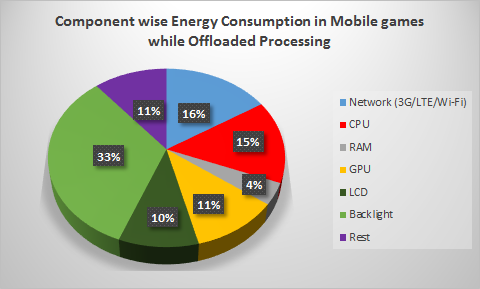 Component wise Energy Consumption in Mobile games
while Offloaded Processing
16%
15%
4%
11%
10%
33%
11%
Network (3G/LTE/Wi-Fi)
CPU
RAM
GPU
LCD
Backlight
Rest